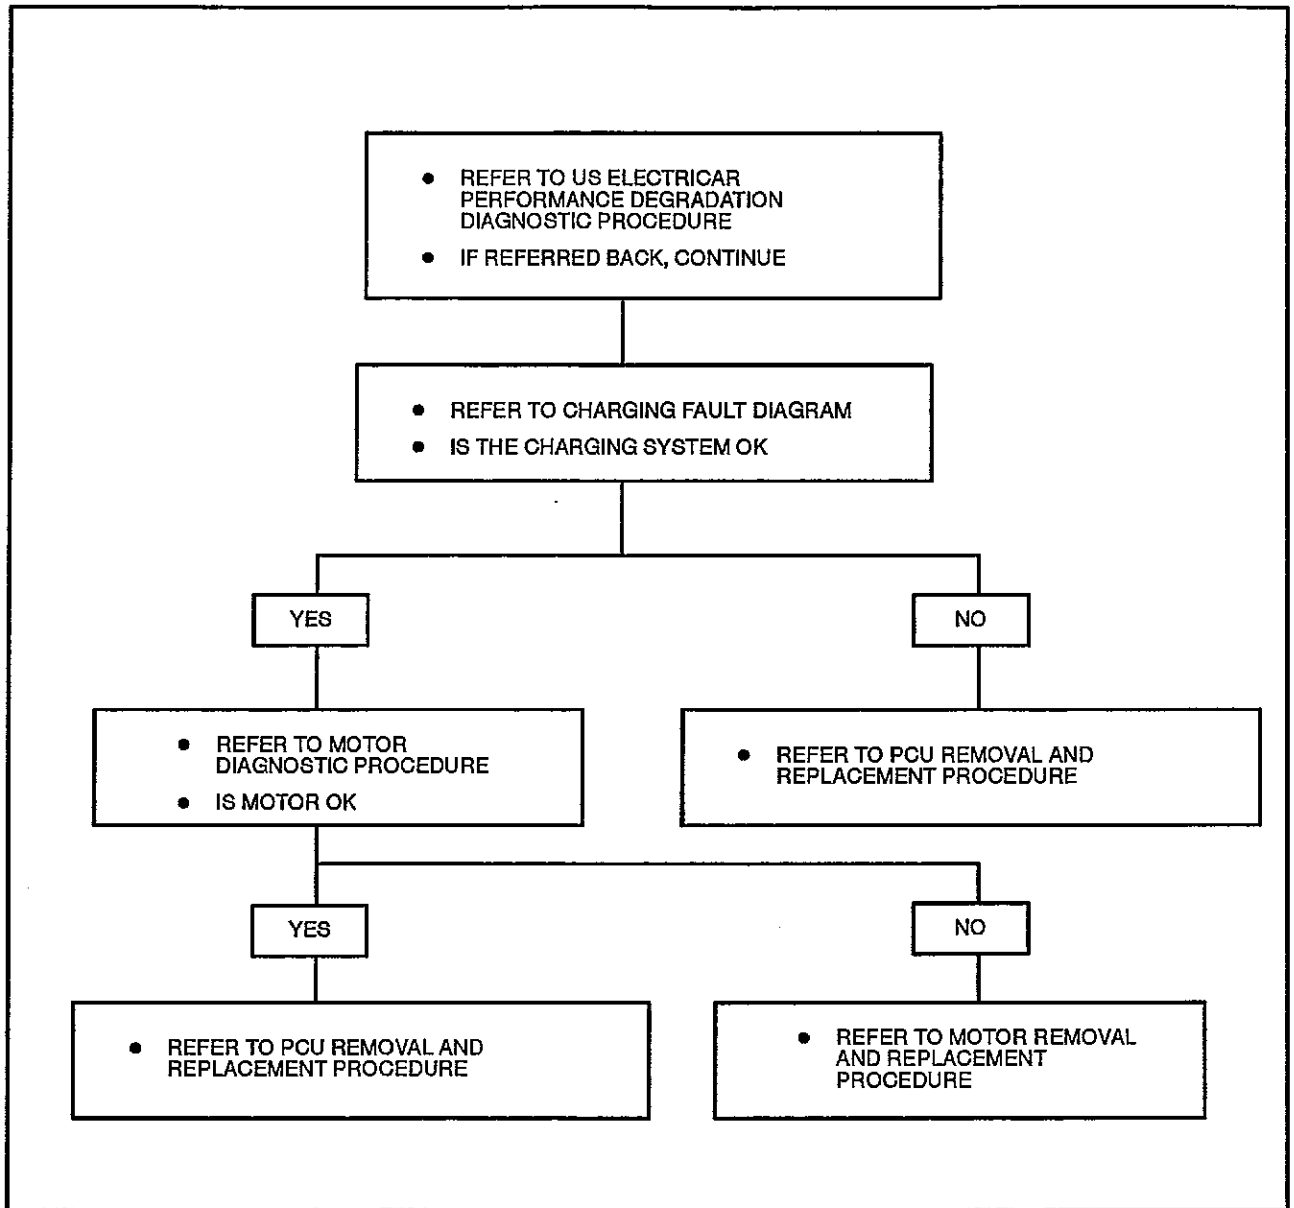 • REFER TO US ELECTRICAR
PERFORMANCE DEGRADATION
DIAGNOSTIC PROCEDURE
• IF REFERRED BACK, CONTINUE
• REFER TO CHARGING FAULT DIAGRAM
• IS THE CHARGING SYSTEM OK
YES
NO
• REFER TO MOTOR
DIAGNOSTIC PROCEDURE
• IS MOTOR OK
• REFER TO PCU REMOVAL AND
REPLACEMENT PROCEDURE
YES
NO
• REFER TO PCU REMOVAL AND
REPLACEMENT PROCEDURE
• REFER TO MOTOR REMOVAL
AND REPLACEMENT
PROCEDURE